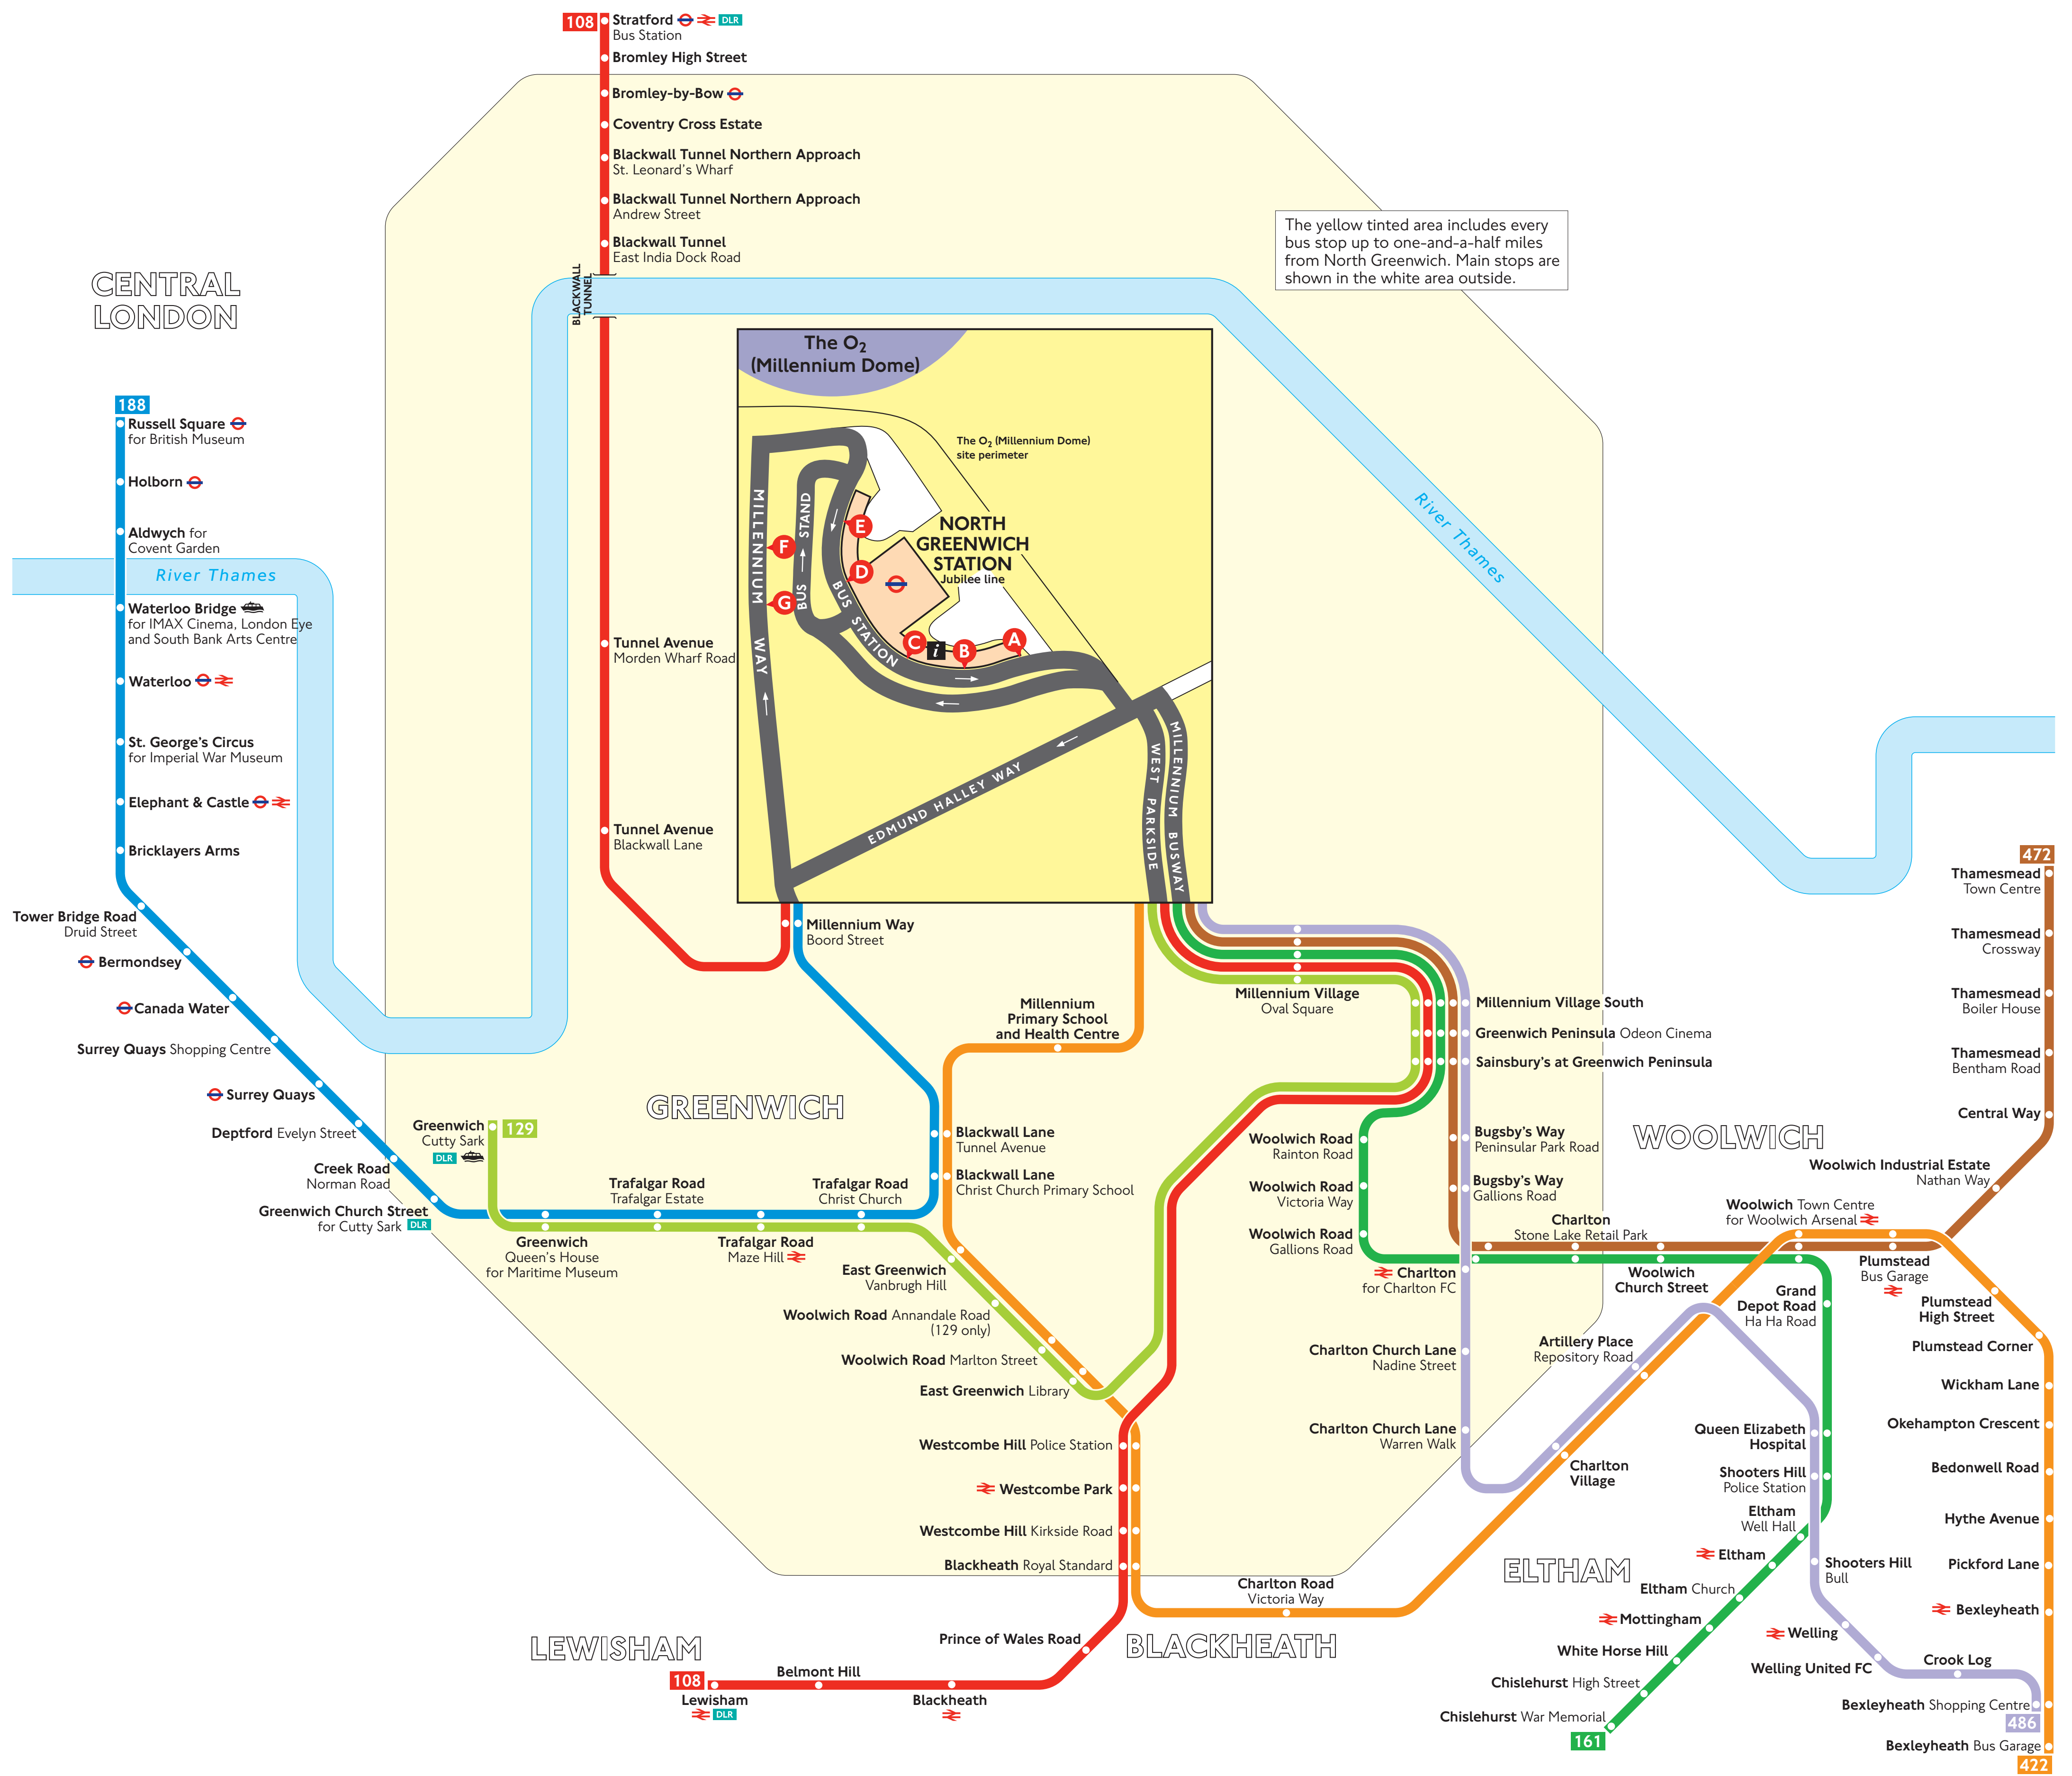 108
Stratford DLR
Bus Station
Bromley High Street
Bromley-by-Bow
Coventry Cross Estate
Blackwall Tunnel Northern Approach
St. Leonard's Wharf
Blackwall Tunnel Northern Approach
Andrew Street
Blackwall Tunnel
East India Dock Road
BLACKWALL
TUNNEL
The yellow tinted area includes every
bus stop up to one-and-a-half miles
from North Greenwich. Main stops are
shown in the white area outside.
CENTRAL
LONDON
188
Russell Square
for British Museum
Holborn
Aldwych for
Covent Garden
River Thames
Waterloo Bridge
for IMAX Cinema, London Eye
and South Bank Arts Centre
Waterloo
St. George's Circus
for Imperial War Museum
Elephant & Castle
Bricklayers Arms
Tower Bridge Road
Druid Street
Bermondsey
Canada Water
Surrey Quays Shopping Centre
Surrey Quays
Deptford Evelyn Street
Creek Road
Norman Road
Greenwich Church Street
for Cutty Sark DLR
The O2
(Millennium Dome)
The O2 (Millennium Dome)
site perimeter
NORTH
GREENWICH
STATION
Jubilee line
MILLENNIUM WAY
BUS STAND
BUS STATION
E
F
D
G
C
i
B
A
EDMUND HALLEY WAY
WEST PARKSIDE
MILLENNIUM BUSWAY
River Thames
Tunnel Avenue
Morden Wharf Road
Tunnel Avenue
Blackwall Lane
Millennium Way
Boord Street
Millennium
Primary School
and Health Centre
Millennium Village
Oval Square
Millennium Village South
Greenwich Peninsula Odeon Cinema
Sainsbury's at Greenwich Peninsula
GREENWICH
Greenwich
Cutty Sark
DLR
129
Trafalgar Road
Trafalgar Estate
Trafalgar Road
Christ Church
Blackwall Lane
Tunnel Avenue
Blackwall Lane
Christ Church Primary School
Greenwich
Queen's House
for Maritime Museum
Trafalgar Road
Maze Hill
East Greenwich
Vanbrugh Hill
Woolwich Road Annandale Road
(129 only)
Woolwich Road Marlton Street
East Greenwich Library
Westcombe Hill Police Station
Westcombe Park
Westcombe Hill Kirkside Road
Blackheath Royal Standard
Woolwich Road
Rainton Road
Woolwich Road
Victoria Way
Woolwich Road
Gallions Road
Bugsby's Way
Peninsular Park Road
Bugsby's Way
Gallions Road
Charlton
Stone Lake Retail Park
Charlton
for Charlton FC
Charlton Church Lane
Nadine Street
Charlton Church Lane
Warren Walk
Woolwich
Church Street
WOOLWICH
Woolwich Town Centre
for Woolwich Arsenal
Woolwich Industrial Estate
Nathan Way
472
Thamesmead
Town Centre
Thamesmead
Crossway
Thamesmead
Boiler House
Thamesmead
Bentham Road
Central Way
Plumstead
Bus Garage
Plumstead
High Street
Plumstead Corner
Wickham Lane
Okehampton Crescent
Bedonwell Road
Hythe Avenue
Pickford Lane
Bexleyheath
Grand
Depot Road
Ha Ha Road
Artillery Place
Repository Road
Charlton
Village
Queen Elizabeth
Hospital
Shooters Hill
Police Station
Eltham
Well Hall
Eltham
Eltham Church
Mottingham
White Horse Hill
Chislehurst High Street
Chislehurst War Memorial
161
ELTHAM
Shooters Hill
Bull
Welling
Welling United FC
Crook Log
Bexleyheath Shopping Centre
486
Bexleyheath Bus Garage
422
Charlton Road
Victoria Way
BLACKHEATH
LEWISHAM
Prince of Wales Road
Belmont Hill
108
Lewisham
DLR
Blackheath